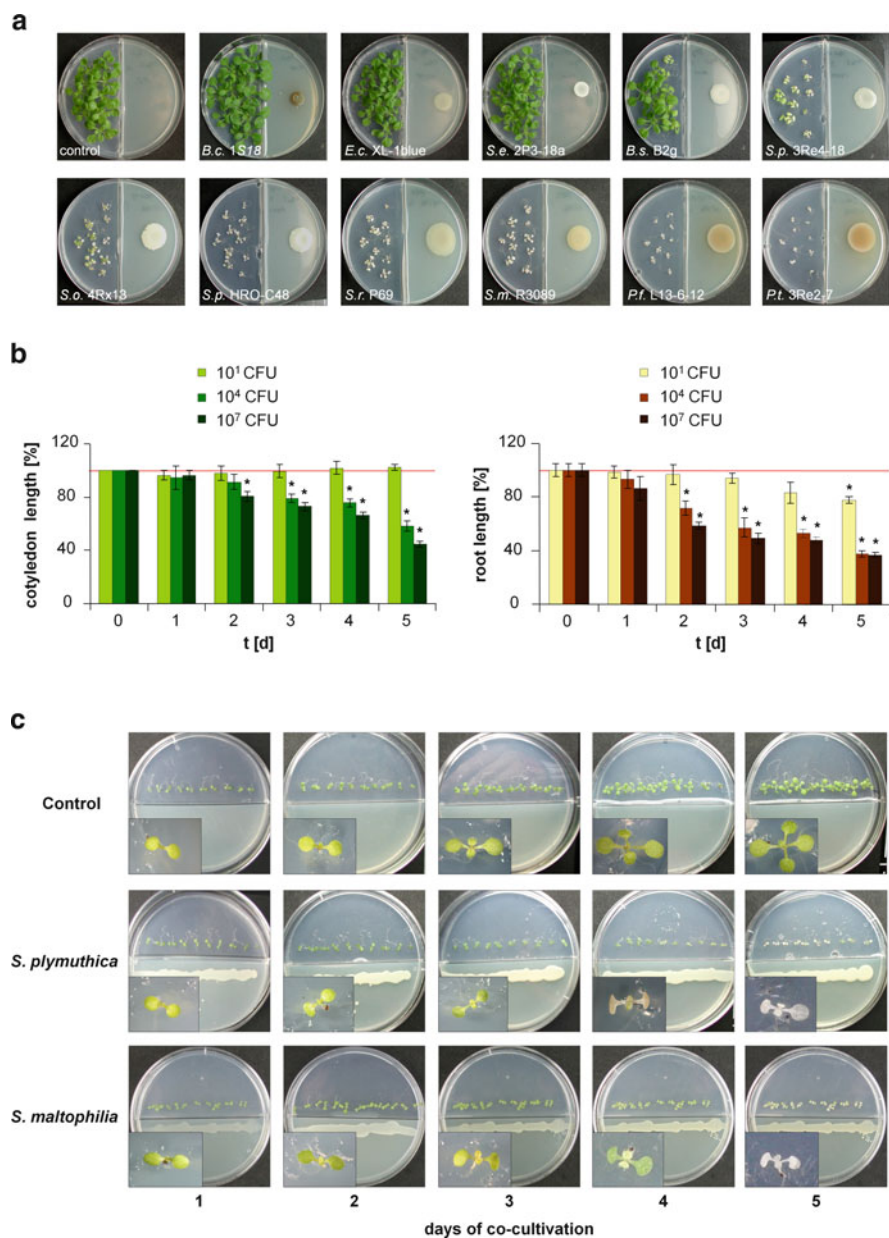 a
control
B.c. 1S18
E.c. XL-1blue
S.e. 2P3-18a
B.s. B2g
S.p. 3Re4-18
S.o. 4Rx13
S.p. HRO-C48
S.r. P69
S.m. R3089
P.f. L13-6-12
P.t. 3Re2-7
b
10¹ CFU
10⁴ CFU
10⁷ CFU
120
80
40
0
cotyledon length [%]
* * * * * * *
0 1 2 3 4 5
t [d]
10¹ CFU
10⁴ CFU
10⁷ CFU
120
80
40
0
root length [%]
* * * * * * * * *
0 1 2 3 4 5
t [d]
c
Control
S. plymuthica
S. maltophilia
1 2 3 4 5
days of co-cultivation